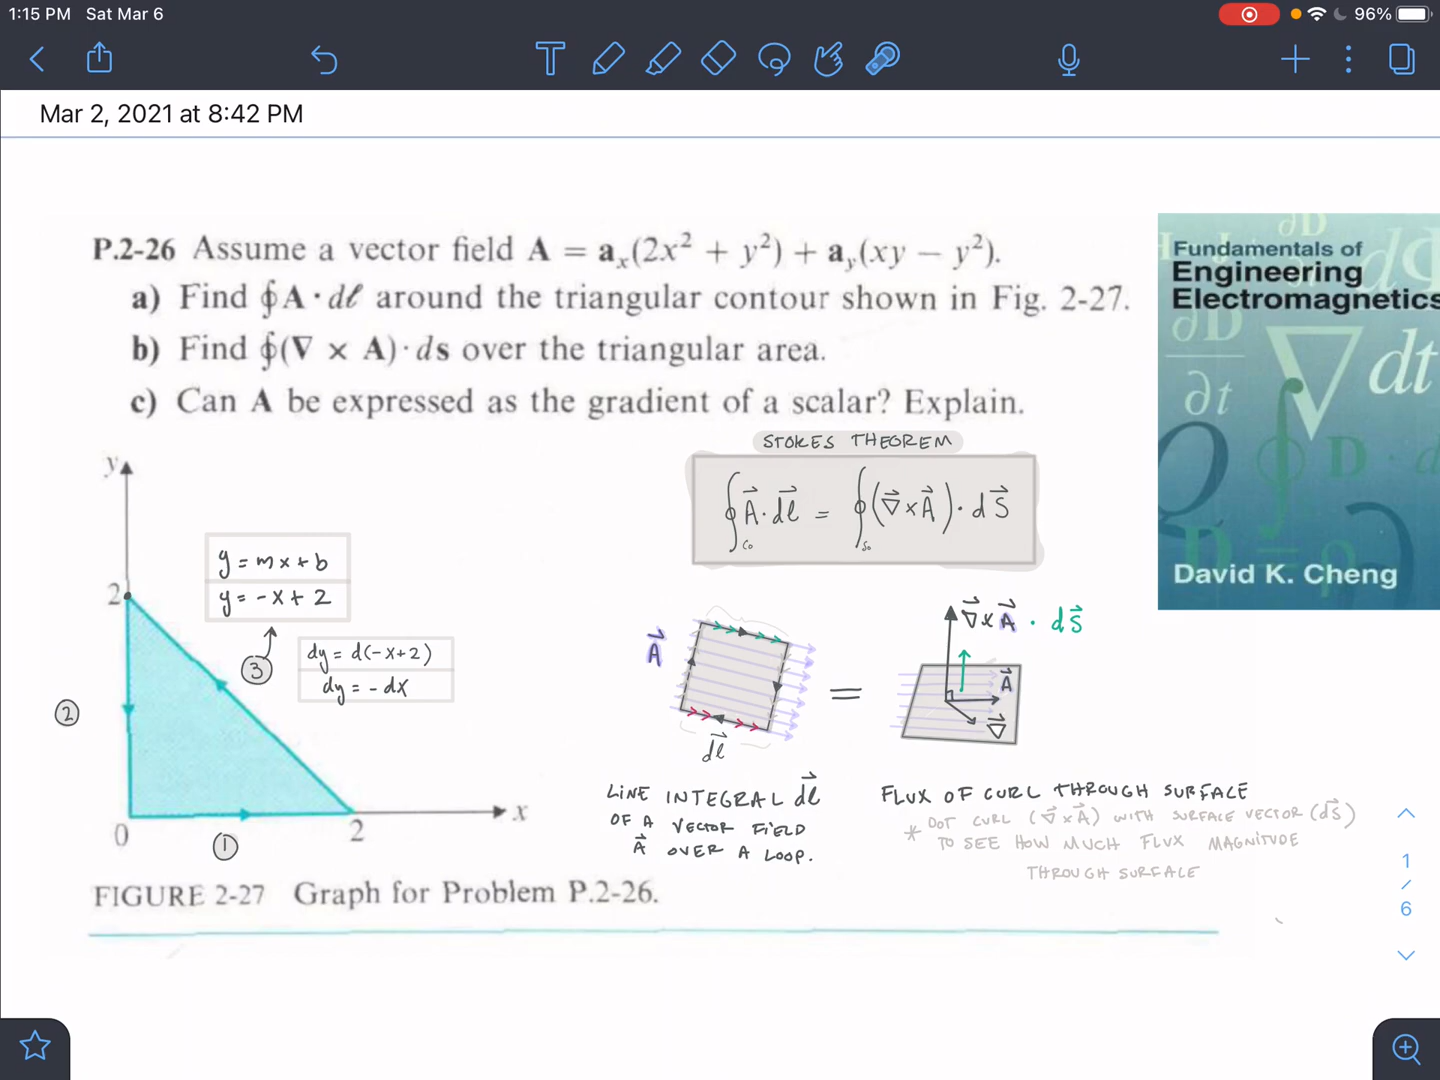 1:15 PM Sat Mar 6
96%
Mar 2, 2021 at 8:42 PM
P.2-26 Assume a vector field A = aₓ(2x² + y²) + aᵧ(xy − y²).
a) Find ∮A · dℓ around the triangular contour shown in Fig. 2-27.
b) Find ∮(∇ × A) · ds over the triangular area.
c) Can A be expressed as the gradient of a scalar? Explain.
Fundamentals of
Engineering
Electromagnetics
David K. Cheng
STOKES THEOREM
∮_C₀ A⃗ · dl⃗ = ∮_S₀ (∇⃗ × A⃗) · dS⃗
y
2
y = mx + b
y = -x + 2
3
dy = d(-x+2)
dy = -dx
2
0
1
2
x
A⃗
dl⃗
=
∇⃗ × A⃗ · dS⃗
A⃗
∇⃗
LINE INTEGRAL dl⃗
OF A VECTOR FIELD
A⃗ OVER A LOOP.
FLUX OF CURL THROUGH SURFACE
* DOT CURL (∇⃗ × A⃗) WITH SURFACE VECTOR (dS⃗)
TO SEE HOW MUCH FLUX MAGNITUDE
THROUGH SURFACE
FIGURE 2-27 Graph for Problem P.2-26.
1
/
6